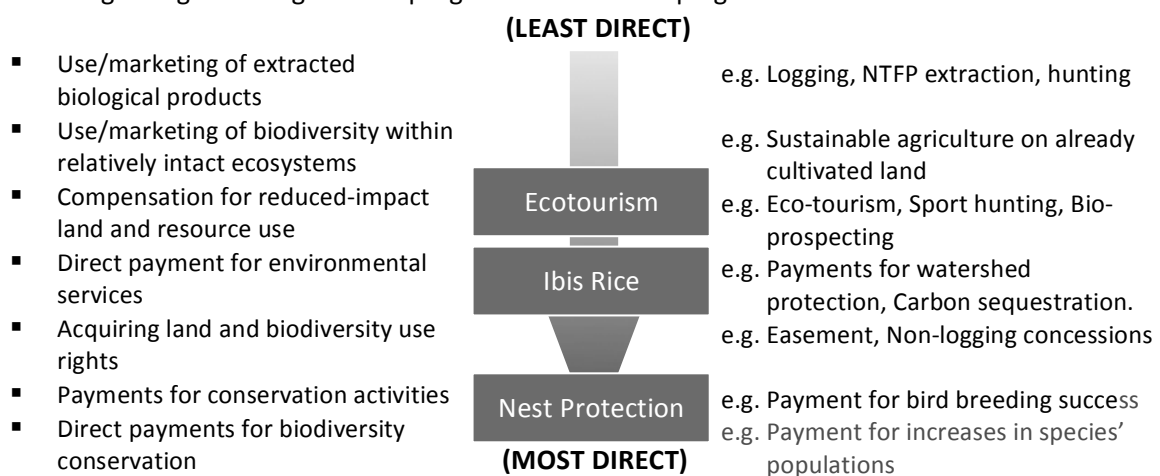 (LEAST DIRECT)
▪ Use/marketing of extracted
biological products
▪ Use/marketing of biodiversity within
relatively intact ecosystems
▪ Compensation for reduced-impact
land and resource use
▪ Direct payment for environmental
services
▪ Acquiring land and biodiversity use
rights
▪ Payments for conservation activities
▪ Direct payments for biodiversity
conservation
Ecotourism
Ibis Rice
Nest Protection
(MOST DIRECT)
e.g. Logging, NTFP extraction, hunting
e.g. Sustainable agriculture on already
cultivated land
e.g. Eco-tourism, Sport hunting, Bio-
prospecting
e.g. Payments for watershed
protection, Carbon sequestration.
e.g. Easement, Non-logging concessions
e.g. Payment for bird breeding success
e.g. Payment for increases in species'
populations